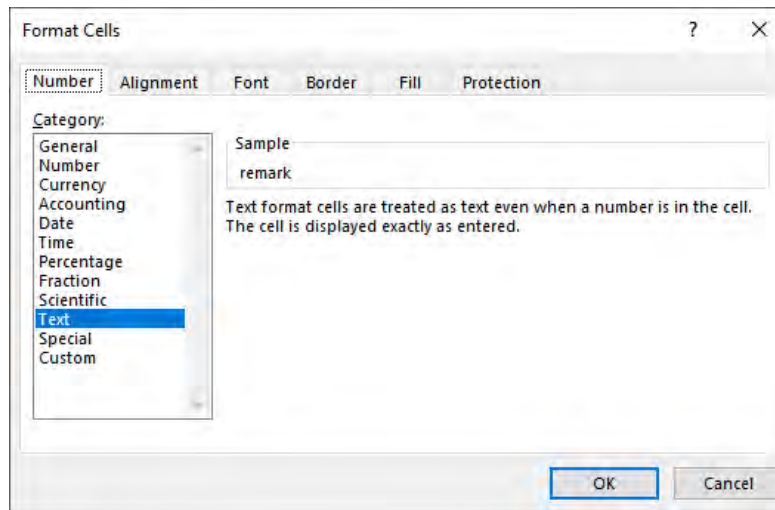 Format Cells ? X
Number Alignment Font Border Fill Protection
Category:
General
Number
Currency
Accounting
Date
Time
Percentage
Fraction
Scientific
Text
Special
Custom
Sample
remark
Text format cells are treated as text even when a number is in the cell.
The cell is displayed exactly as entered.
OK Cancel